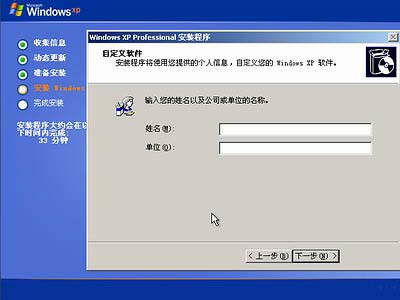 Microsoft
Windows xp
收集信息
动态更新
准备安装
安装 Windows
完成安装
安装程序大约会在以
下时间内完成:
33 分钟
Windows XP Professional 安装程序
自定义软件
安装程序将使用您提供的个人信息，自定义您的 Windows XP 软件。
输入您的姓名以及公司或单位的名称。
姓名(M):
单位(O):
< 上一步(B)
下一步(N) >